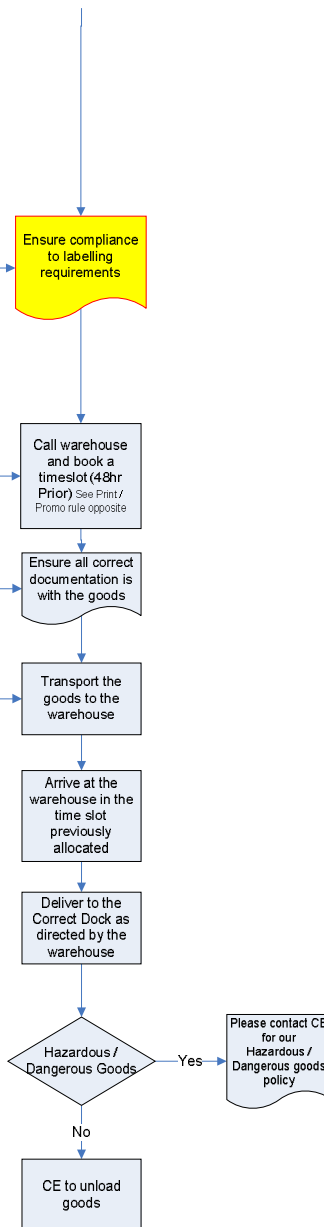 Ensure compliance
to labelling
requirements
Call warehouse
and book a
timeslot (48hr
Prior) See Print /
Promo rule opposite
Ensure all correct
documentation is
with the goods
Transport the
goods to the
warehouse
Arrive at the
warehouse in the
time slot
previously
allocated
Deliver to the
Correct Dock as
directed by the
warehouse
Hazardous /
Dangerous Goods
Yes
Please contact CE
for our
Hazardous /
Dangerous goods
policy
No
CE to unload
goods